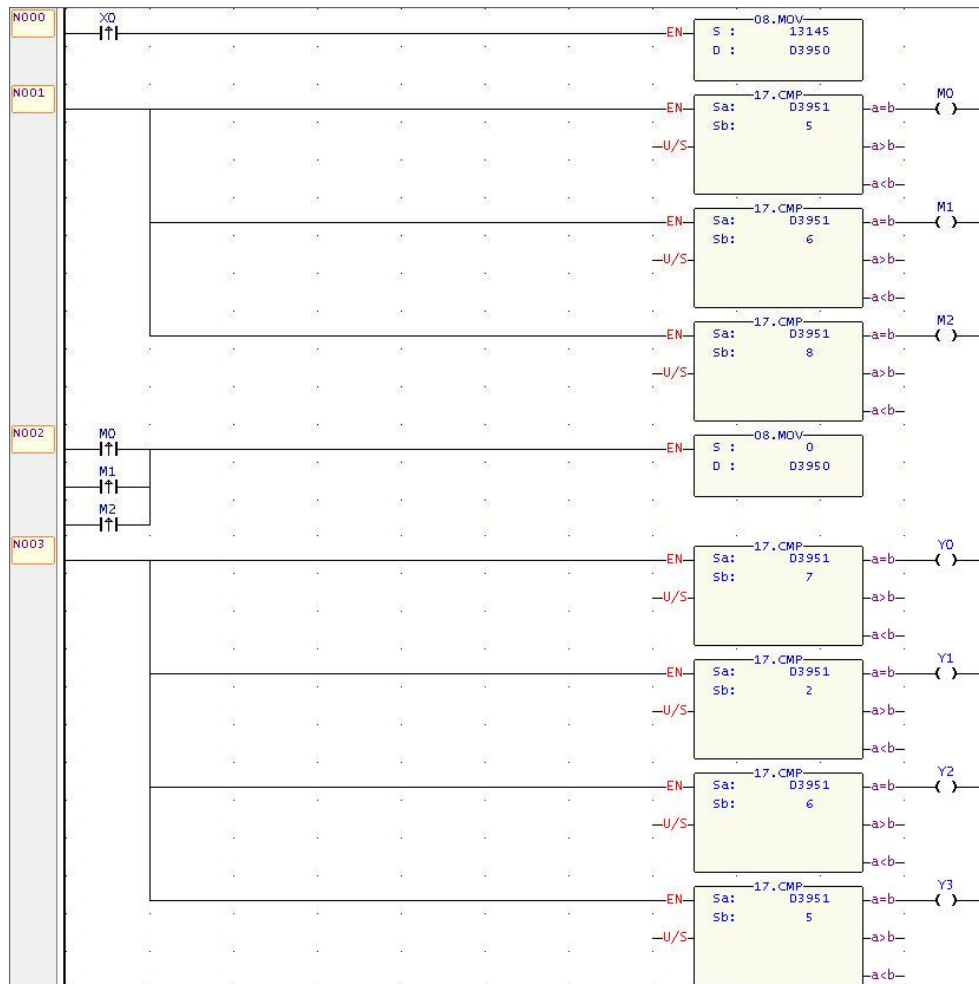 N000
X0
EN
08.MOV
S : 13145
D : D3950
N001
EN
U/S
17.CMP
Sa: D3951
Sb: 5
a=b
a>b
a<b
M0
EN
U/S
17.CMP
Sa: D3951
Sb: 6
a=b
a>b
a<b
M1
EN
U/S
17.CMP
Sa: D3951
Sb: 8
a=b
a>b
a<b
M2
N002
M0
M1
M2
EN
08.MOV
S : 0
D : D3950
N003
EN
U/S
17.CMP
Sa: D3951
Sb: 7
a=b
a>b
a<b
Y0
EN
U/S
17.CMP
Sa: D3951
Sb: 2
a=b
a>b
a<b
Y1
EN
U/S
17.CMP
Sa: D3951
Sb: 6
a=b
a>b
a<b
Y2
EN
U/S
17.CMP
Sa: D3951
Sb: 5
a=b
a>b
a<b
Y3